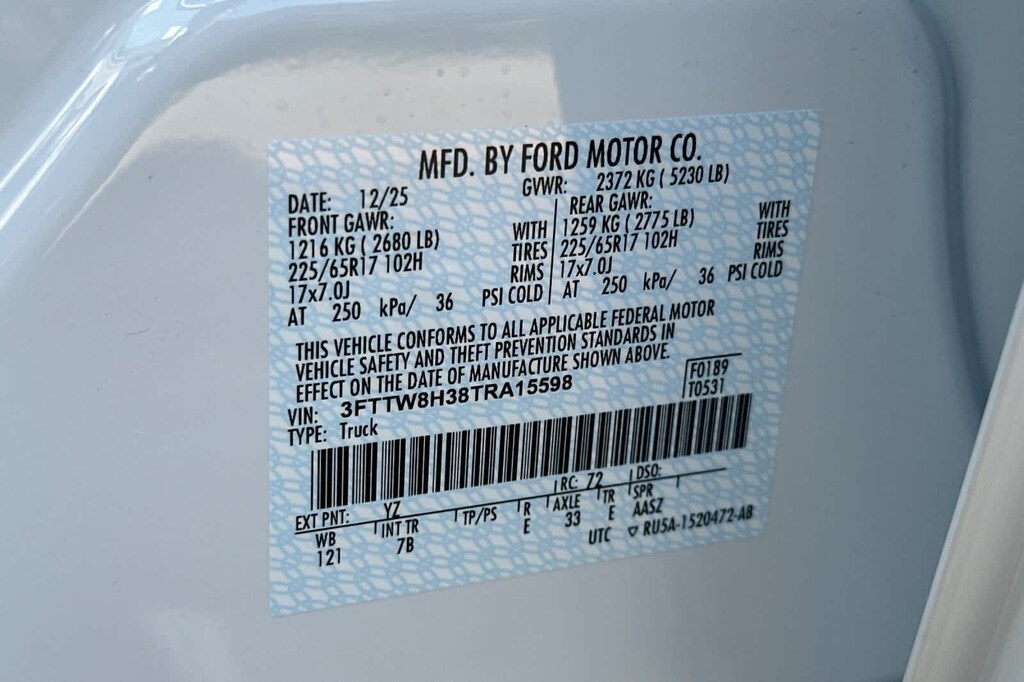 MFD. BY FORD MOTOR CO.
DATE: 12/25 GVWR: 2372 KG ( 5230 LB)
FRONT GAWR: REAR GAWR:
1216 KG ( 2680 LB) WITH 1259 KG ( 2775 LB) WITH
225/65R17 102H TIRES 225/65R17 102H TIRES
17x7.0J RIMS 17x7.0J RIMS
AT 250 kPa/ 36 PSI COLD AT 250 kPa/ 36 PSI COLD
THIS VEHICLE CONFORMS TO ALL APPLICABLE FEDERAL MOTOR
VEHICLE SAFETY AND THEFT PREVENTION STANDARDS IN
EFFECT ON THE DATE OF MANUFACTURE SHOWN ABOVE.
VIN: 3FTTW8H38TRA15598 F0189
TYPE: Truck T0531
EXT PNT: YZ RC: 72 DSO:
WB INT TR TP/PS R AXLE TR SPR
121 7B E 33 E AASZ
UTC ▽ RU5A-1520472-AB